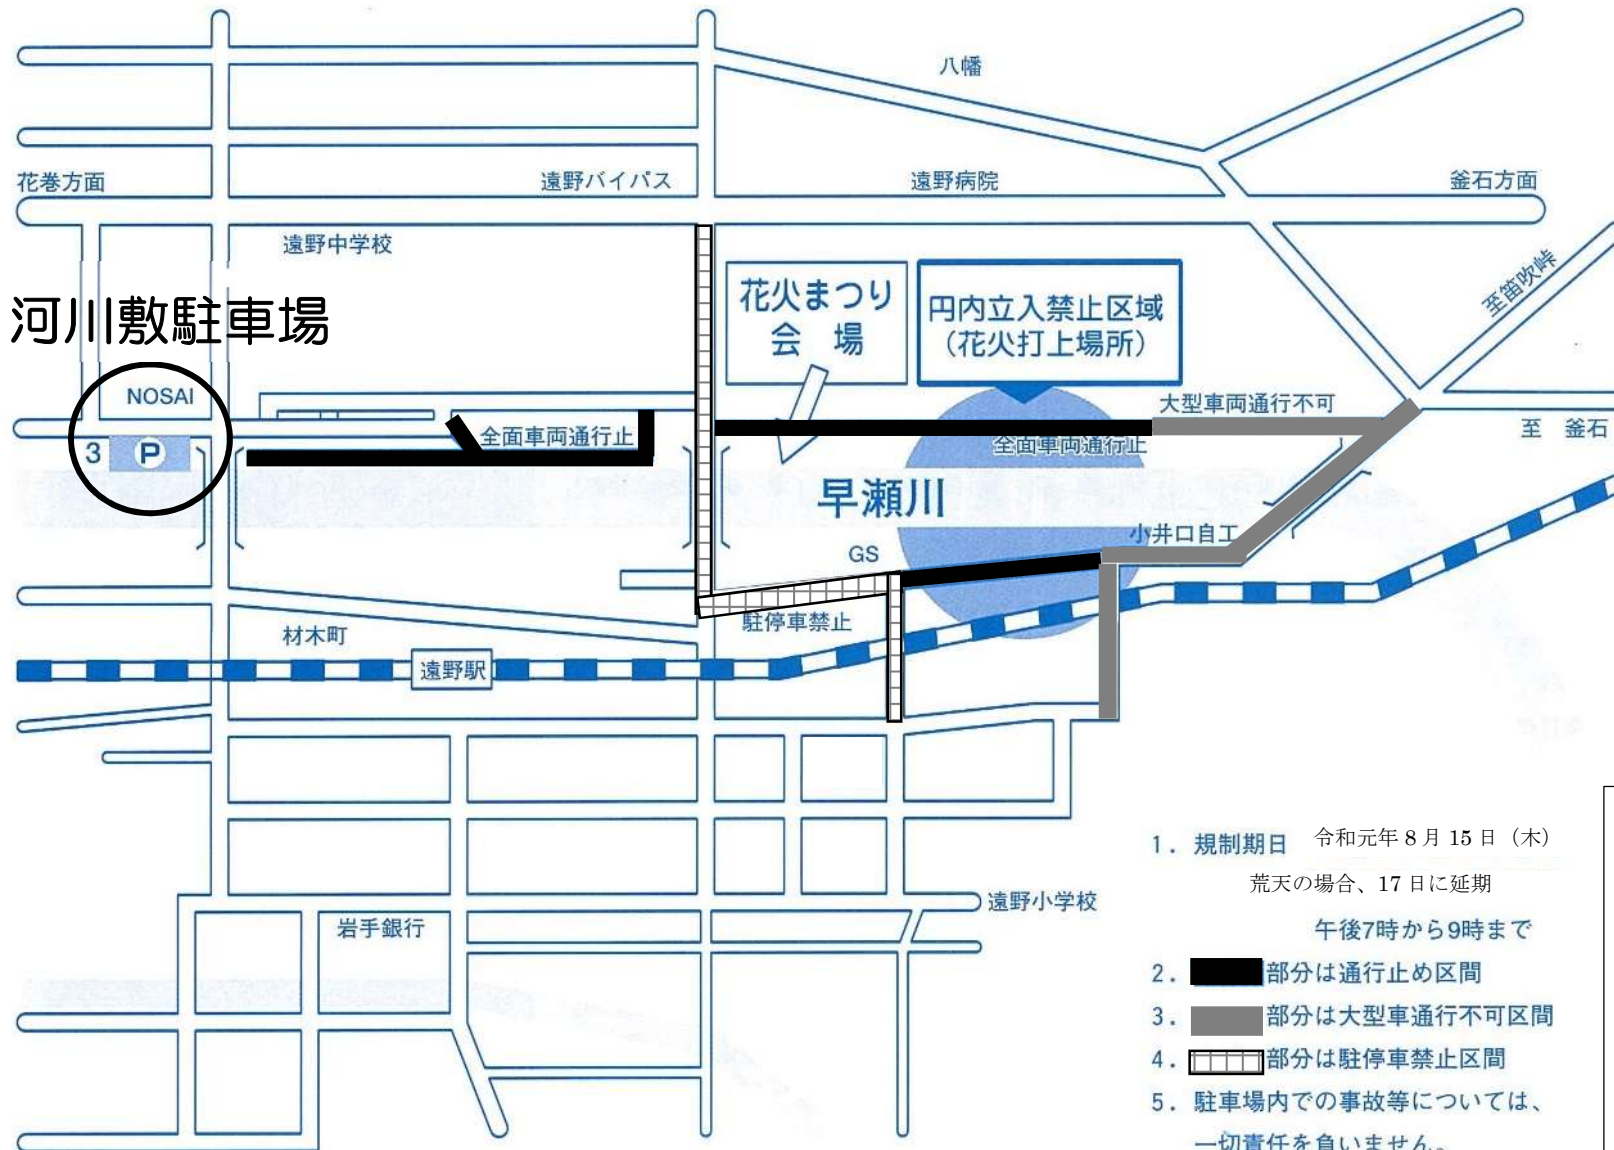 八幡
花巻方面
遠野バイパス
遠野病院
釜石方面
遠野中学校
至笛吹峠
河川敷駐車場
花火まつり
会 場
円内立入禁止区域
(花火打上場所)
NOSAI
大型車両通行不可
至 釜石
3 P
全面車両通行止
全面車両通行止
早瀬川
小井口自工
GS
駐停車禁止
材木町
遠野駅
遠野小学校
岩手銀行
1. 規制期日 令和元年8月15日(木)
荒天の場合、17日に延期
午後7時から9時まで
2. 部分は通行止め区間
3. 部分は大型車通行不可区間
4. 部分は駐停車禁止区間
5. 駐車場内での事故等については、
一切責任を負いません。